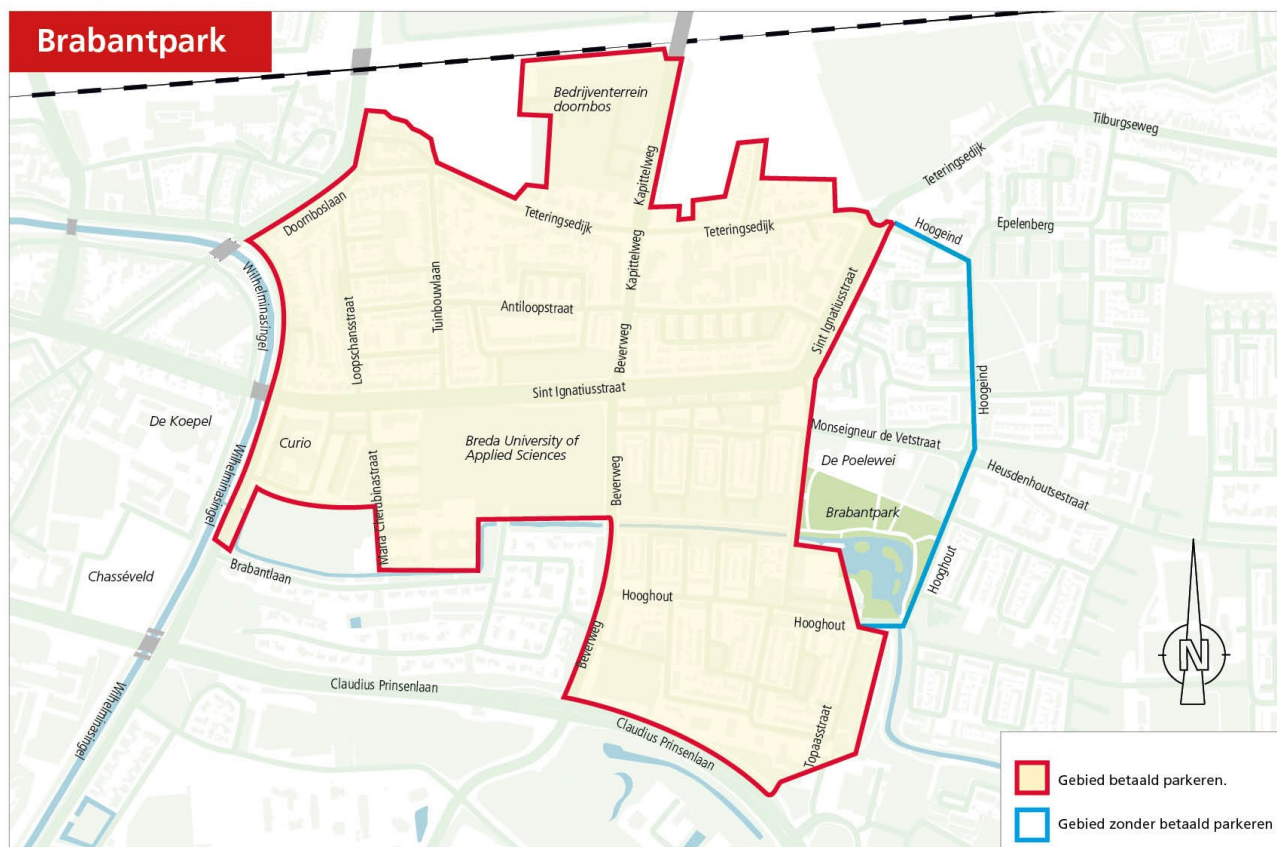 Brabantpark
Bedrijventerrein
doornbos
Tilburgseweg
Teteringsedijk
Kapittelweg
Doornboslaan
Teteringsedijk
Teteringsedijk
Hoogeind
Epelenberg
Kapittelweg
Wilhelminasingel
Tuinbouwlaan
Loopschansstraat
Antiloopstraat
Sint Ignatiusstraat
Beverweg
Sint Ignatiusstraat
Hoogeind
De Koepel
Curio
Breda University of
Applied Sciences
Monseigneur de Vetstraat
De Poelewei
Heusdenhoutsestraat
Wilhelminasingel
Maria Cherubinastraat
Beverweg
Brabantpark
Chasséveld
Brabantlaan
Hooghout
Hooghout
Hooghout
Beverweg
N
Claudius Prinsenlaan
Wilhelminasingel
Claudius Prinsenlaan
Topaasstraat
Gebied betaald parkeren.
Gebied zonder betaald parkeren